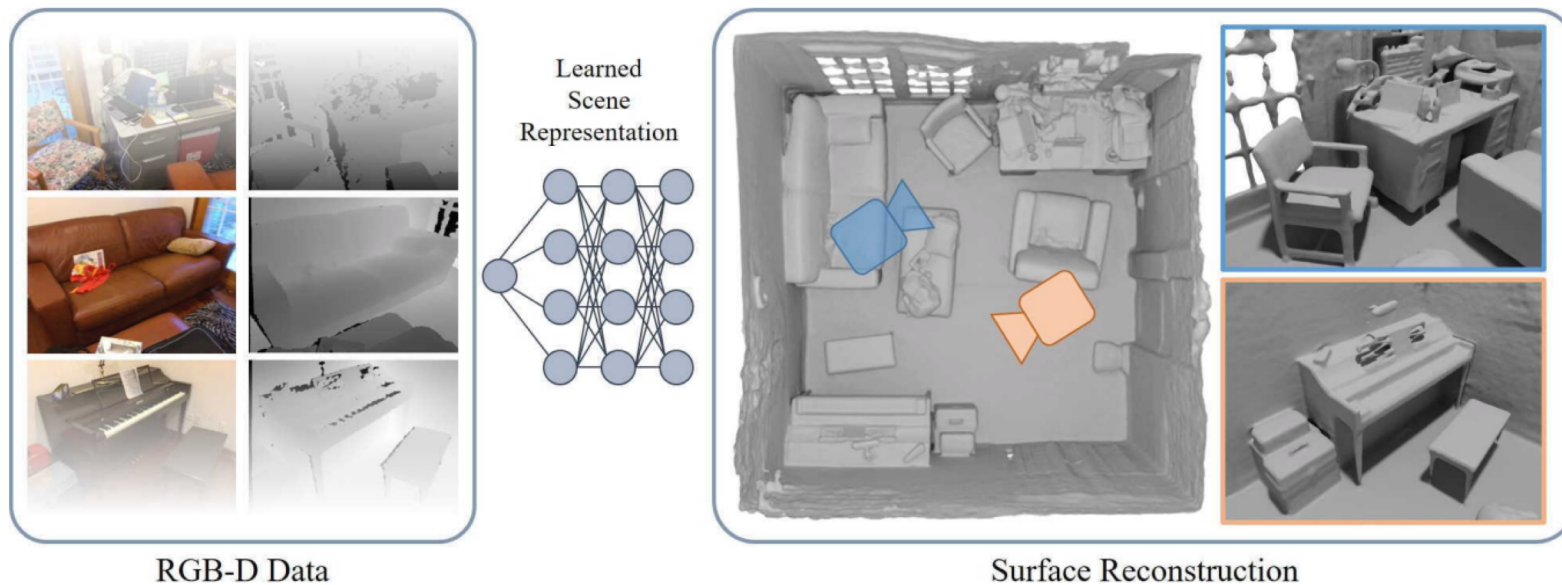 Learned
Scene
Representation
RGB-D Data
Surface Reconstruction